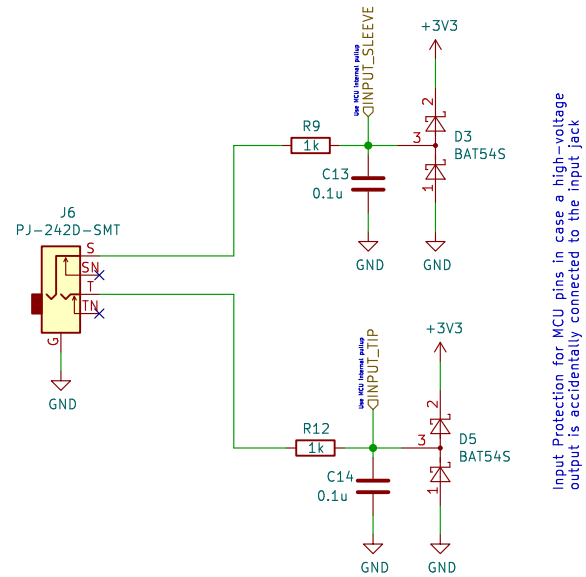 +3V3
Use MCU internal pullup
INPUT_SLEEVE
2
R9
1k
3
D3
BAT54S
C13
0.1u
1
GND
GND
J6
PJ-242D-SMT
S
SN
T
TN
G
GND
+3V3
Use MCU internal pullup
INPUT_TIP
2
R12
1k
3
D5
BAT54S
C14
0.1u
1
GND
GND
Input Protection for MCU pins in case a high-voltage
output is accidentally connected to the input jack